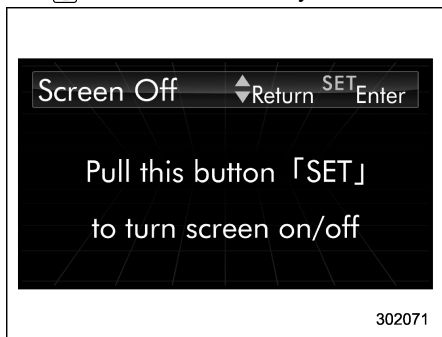 Screen Off Return SET Enter
Pull this button「SET」
to turn screen on/off
302071